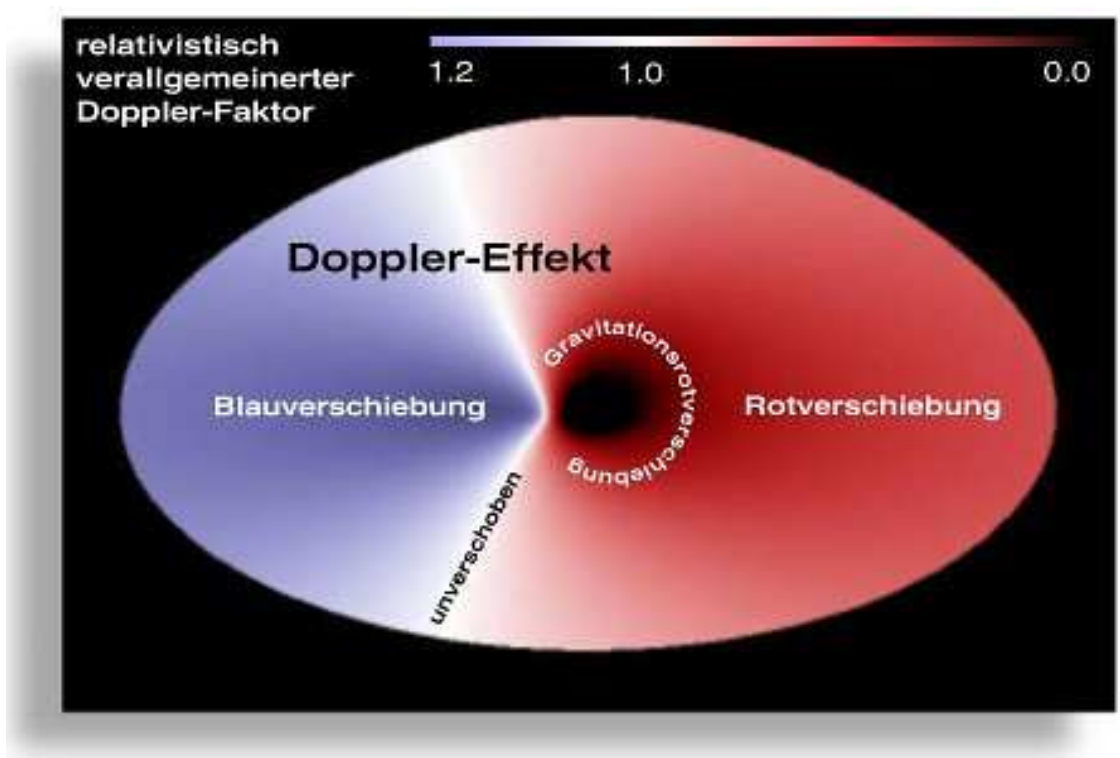 relativistisch
verallgemeinerter
Doppler-Faktor
1.2 1.0 0.0
Doppler-Effekt
Gravitationsrotverschiebung
Blauverschiebung
Rotverschiebung
unverschoben